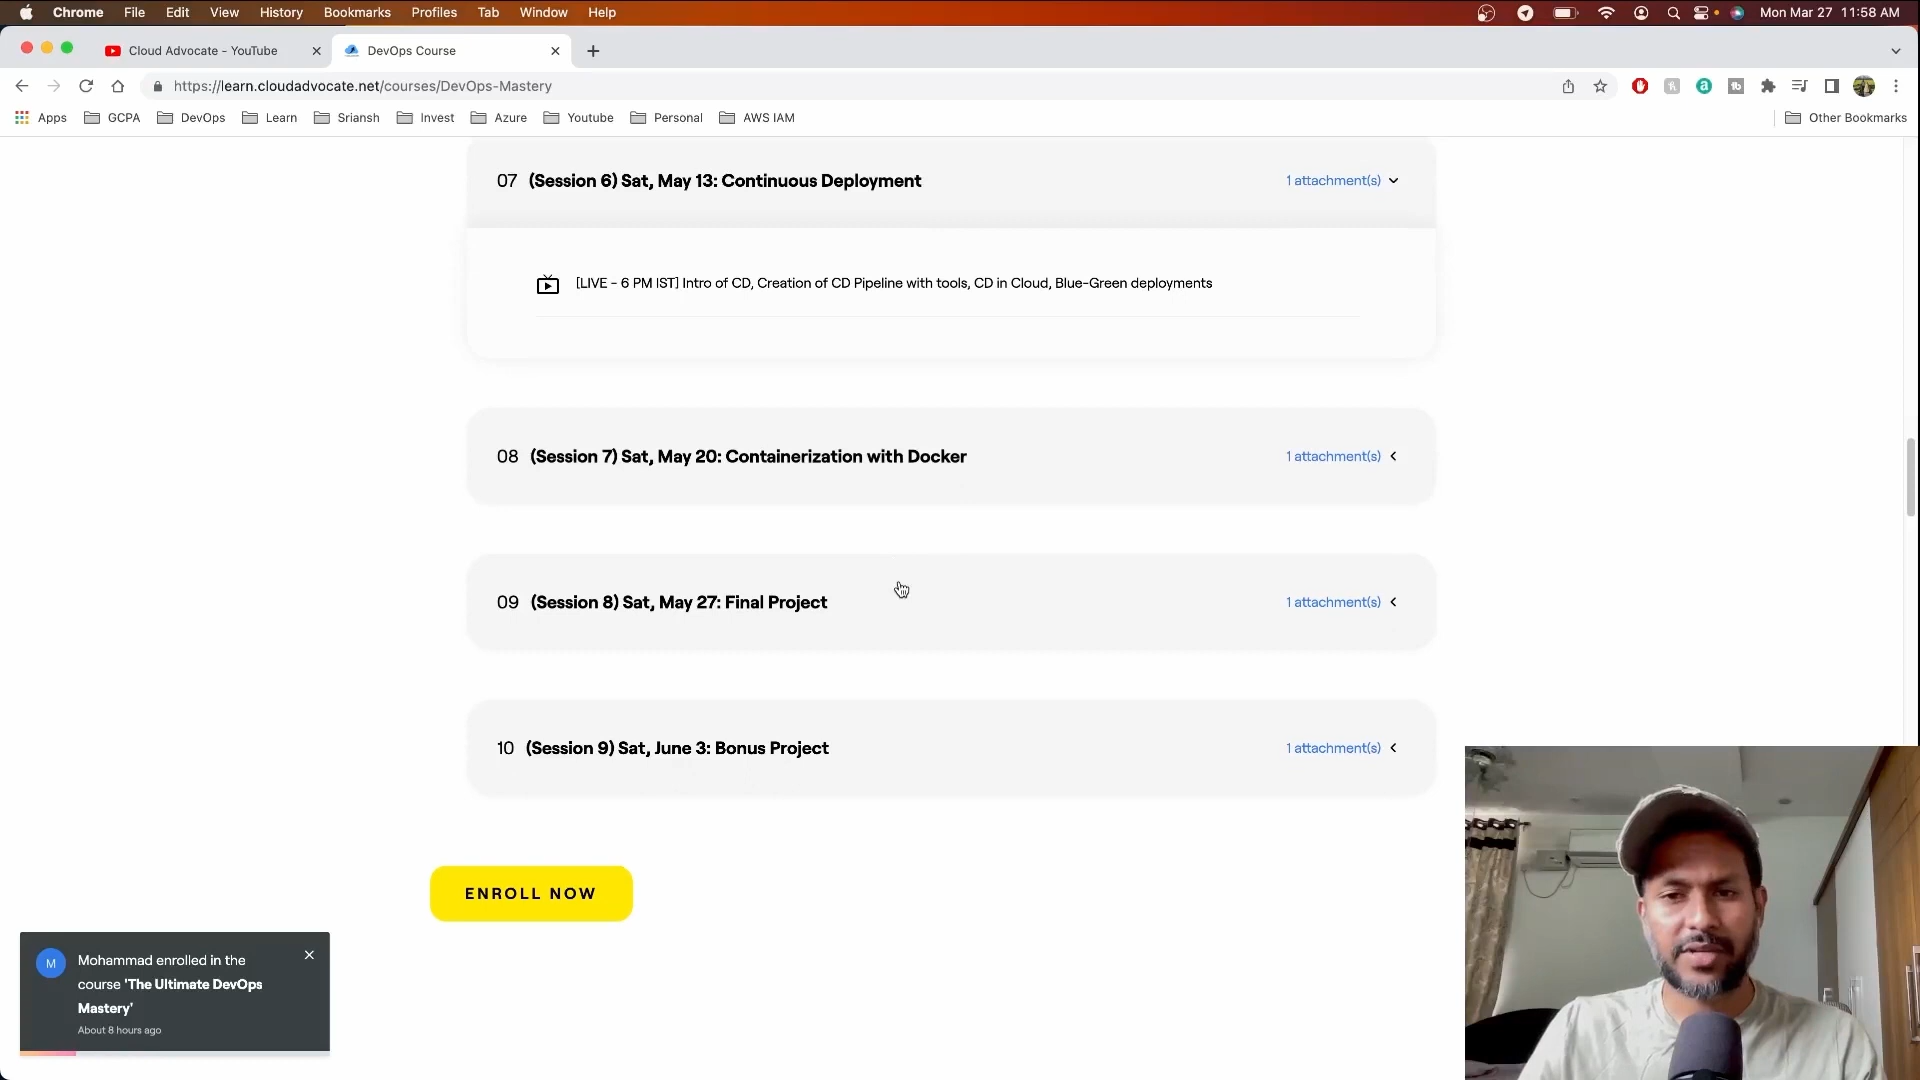 Chrome File Edit View History Bookmarks Profiles Tab Window Help Mon Mar 27 11:58 AM
Cloud Advocate - YouTube DevOps Course
https://learn.cloudadvocate.net/courses/DevOps-Mastery
Apps GCPA DevOps Learn Sriansh Invest Azure Youtube Personal AWS IAM Other Bookmarks
07 (Session 6) Sat, May 13: Continuous Deployment 1 attachment(s)
[LIVE - 6 PM IST] Intro of CD, Creation of CD Pipeline with tools, CD in Cloud, Blue-Green deployments
08 (Session 7) Sat, May 20: Containerization with Docker 1 attachment(s)
09 (Session 8) Sat, May 27: Final Project 1 attachment(s)
10 (Session 9) Sat, June 3: Bonus Project 1 attachment(s)
ENROLL NOW
M
Mohammad enrolled in the
course 'The Ultimate DevOps
Mastery'
About 8 hours ago